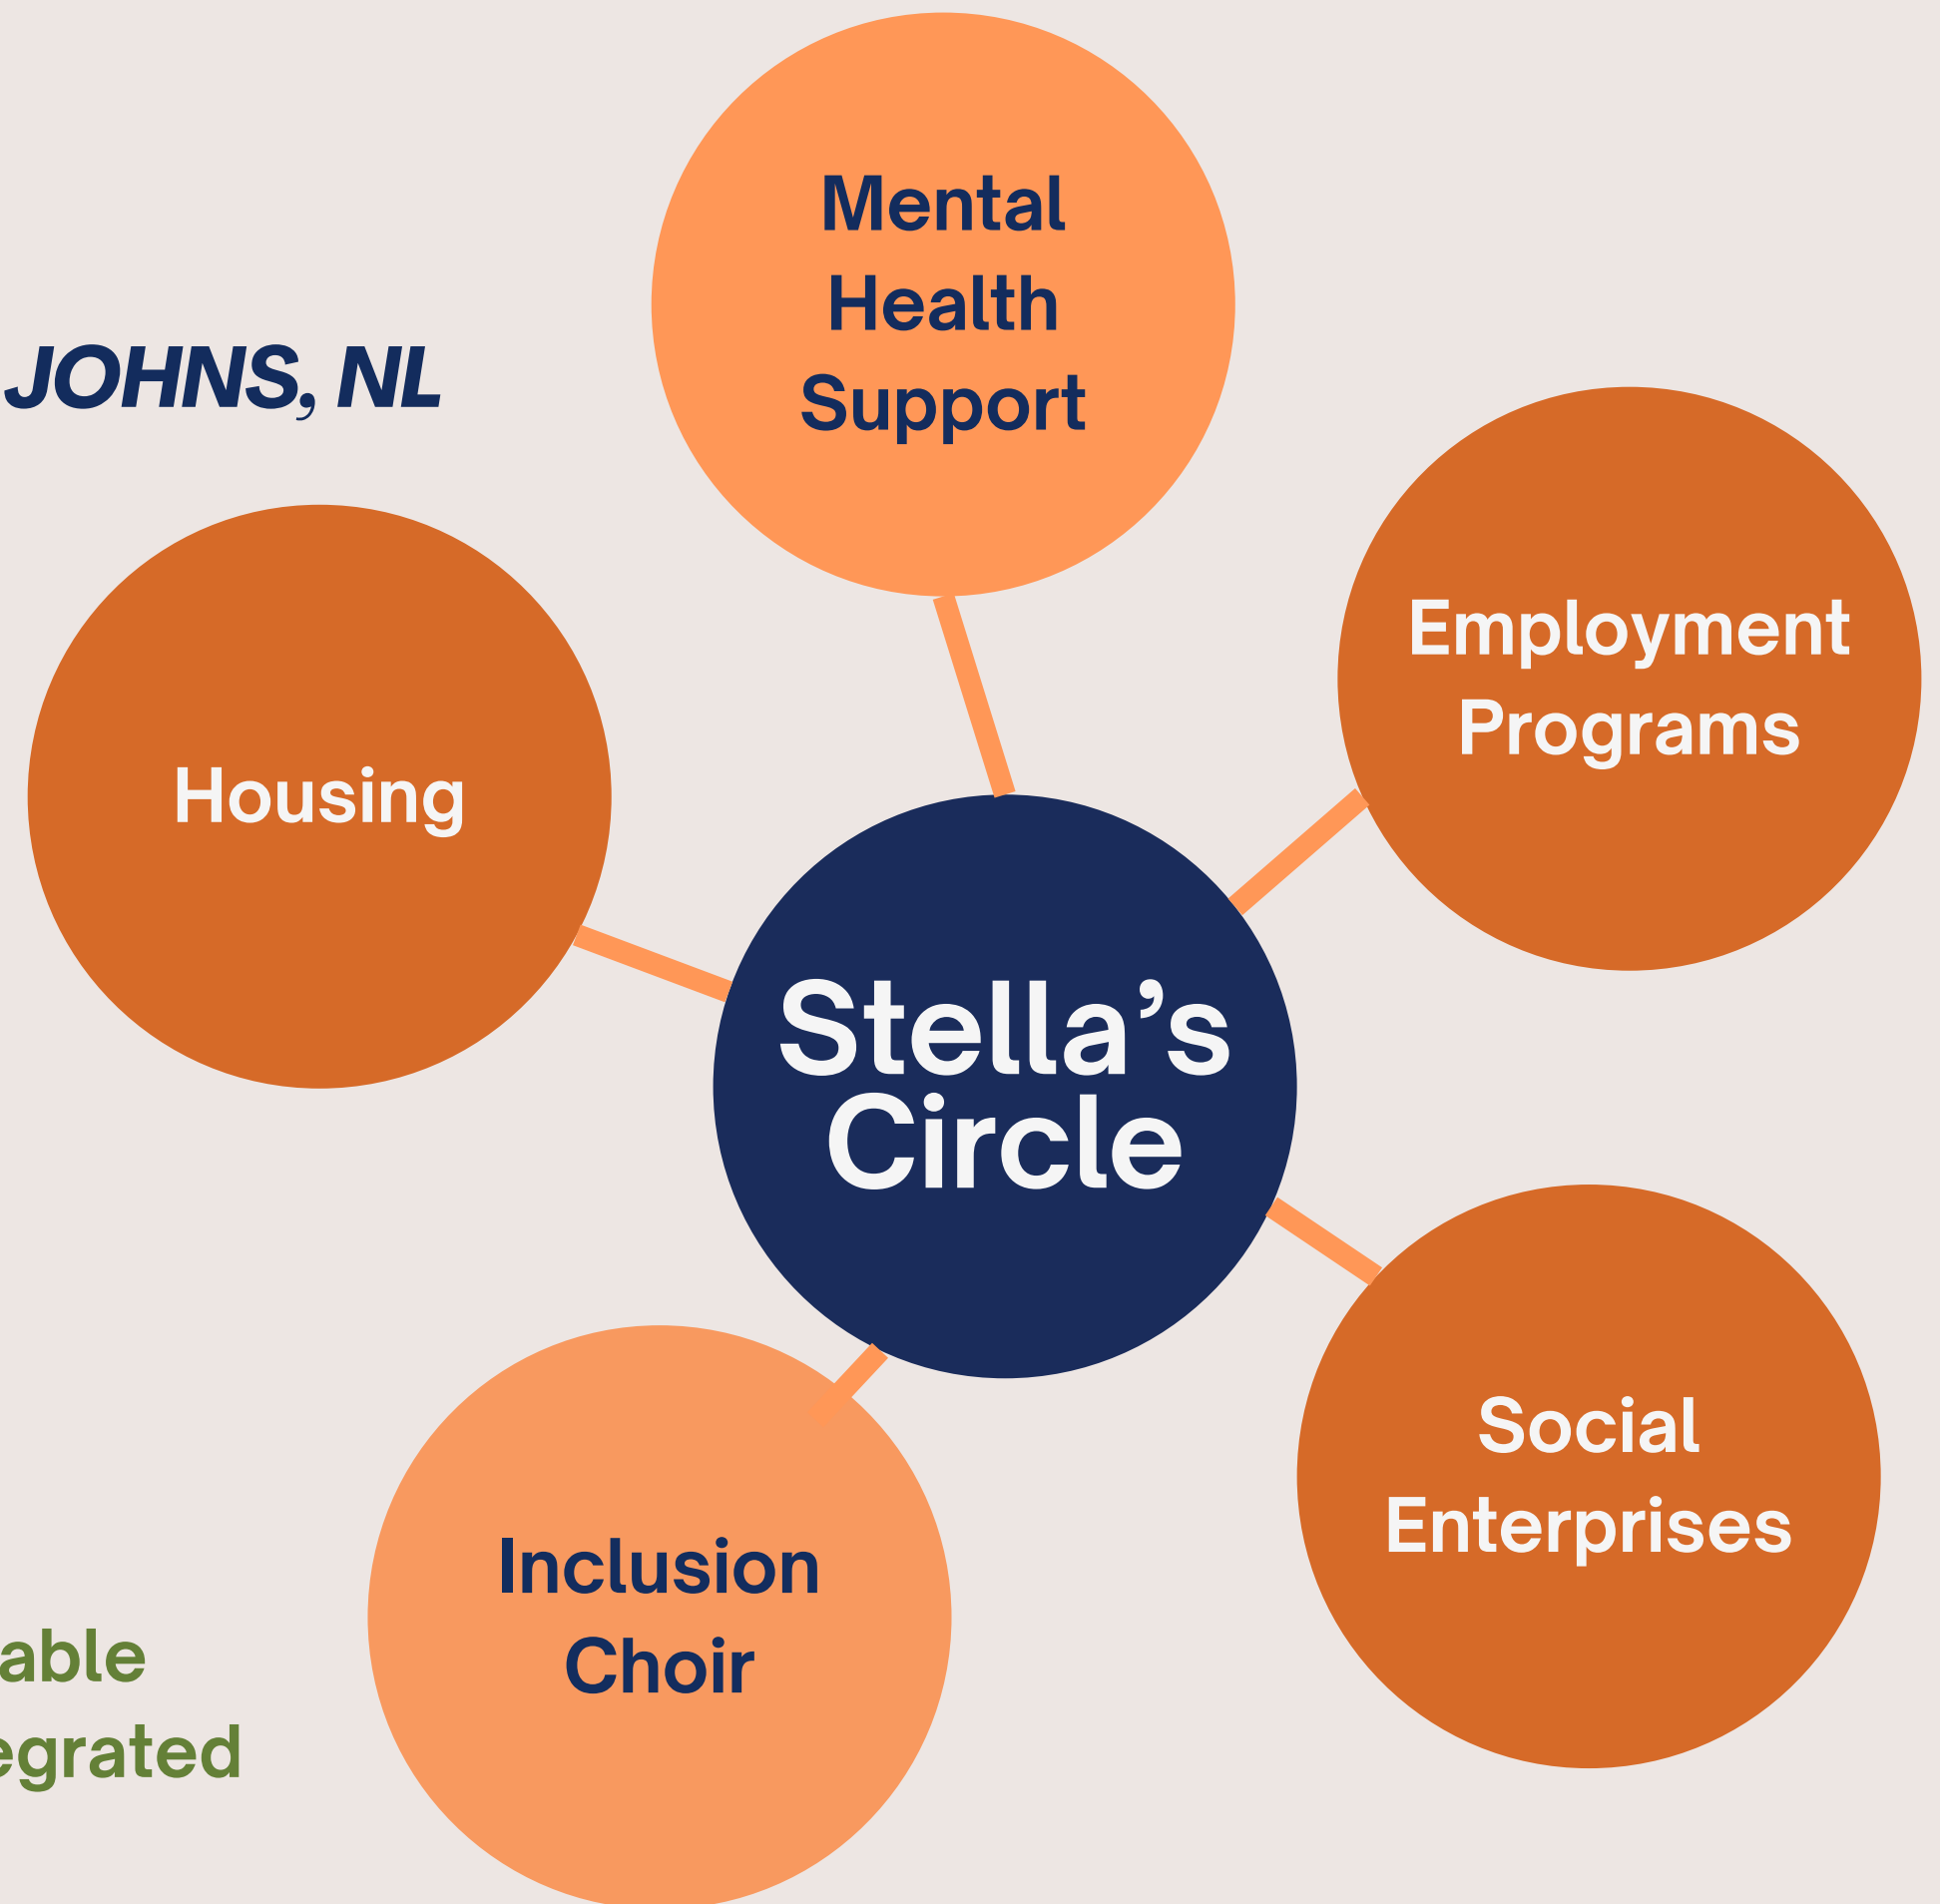 Mental
Health
Support
JOHNS, NL
Employment
Programs
Housing
Stella’s
Circle
Social
Enterprises
Inclusion
Choir
able
egrated